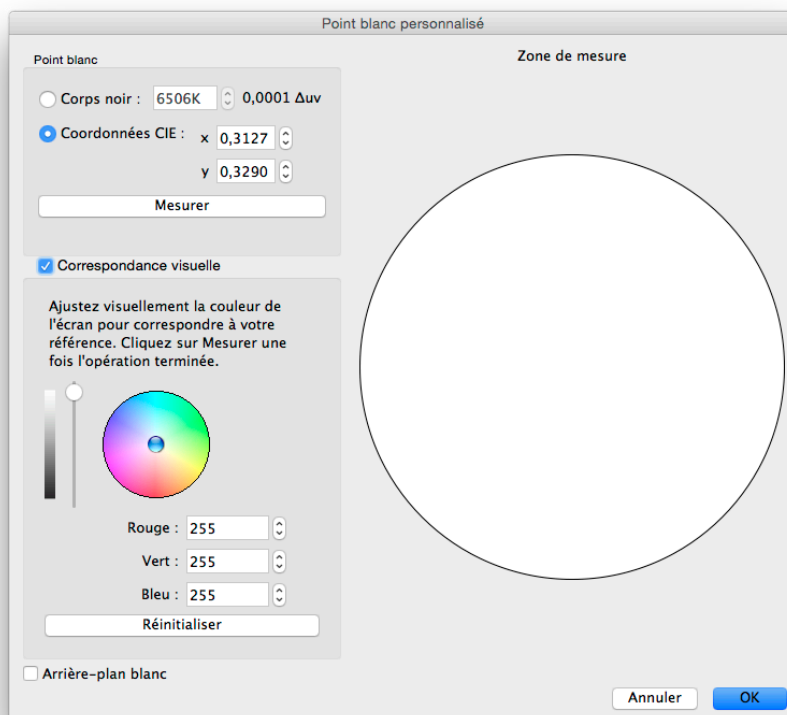 Point blanc personnalisé
Point blanc
Zone de mesure
Corps noir : 6506K 0,0001 Δuv
Coordonnées CIE : x 0,3127
y 0,3290
Mesurer
Correspondance visuelle
Ajustez visuellement la couleur de
l'écran pour correspondre à votre
référence. Cliquez sur Mesurer une
fois l'opération terminée.
Rouge : 255
Vert : 255
Bleu : 255
Réinitialiser
Arrière-plan blanc
Annuler
OK